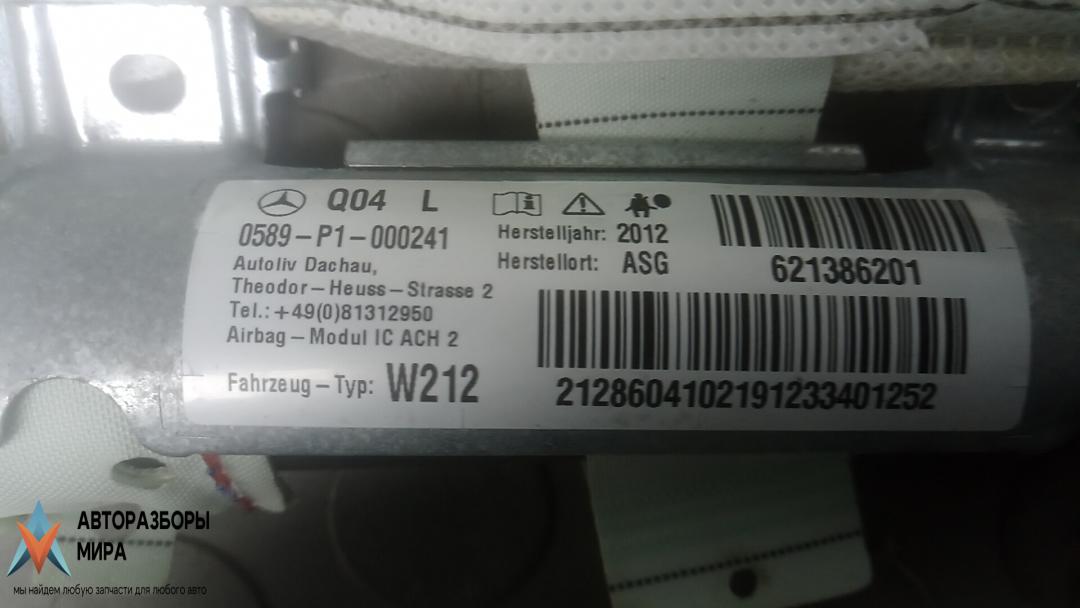 Q04 L
0589-P1-000241
Autoliv Dachau,
Theodor-Heuss-Strasse 2
Tel.:+49(0)81312950
Airbag-Modul IC ACH 2
Fahrzeug-Typ: W212
Herstelljahr: 2012
Herstellort: ASG
621386201
2128604102191233401252
АВТОРАЗБОРЫ
МИРА
мы найдем любую запчасти для любого авто